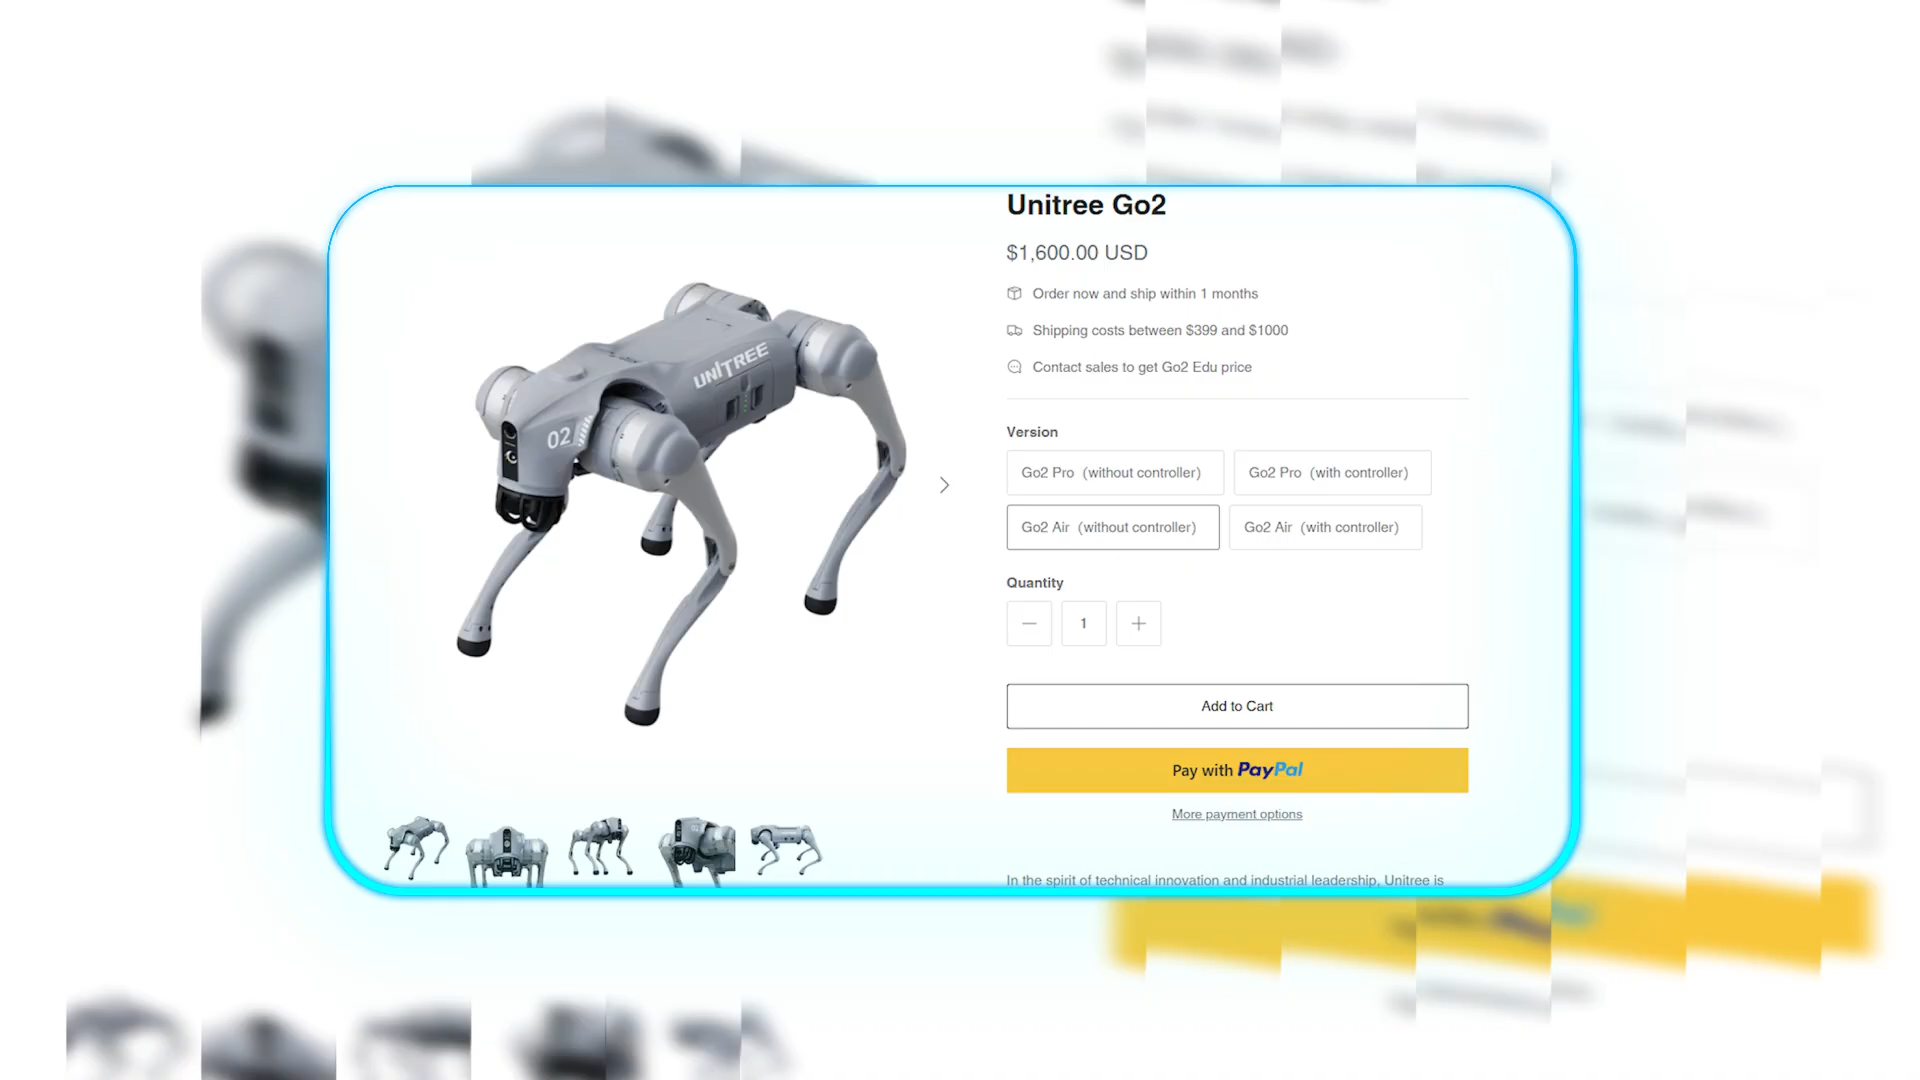 Unitree Go2
$1,600.00 USD
Order now and ship within 1 months
Shipping costs between $399 and $1000
Contact sales to get Go2 Edu price
UNITREE
02
Version
Go2 Pro (without controller)
Go2 Pro (with controller)
Go2 Air (without controller)
Go2 Air (with controller)
Quantity
1
Add to Cart
Pay with PayPal
More payment options
In the spirit of technical innovation and industrial leadership, Unitree is